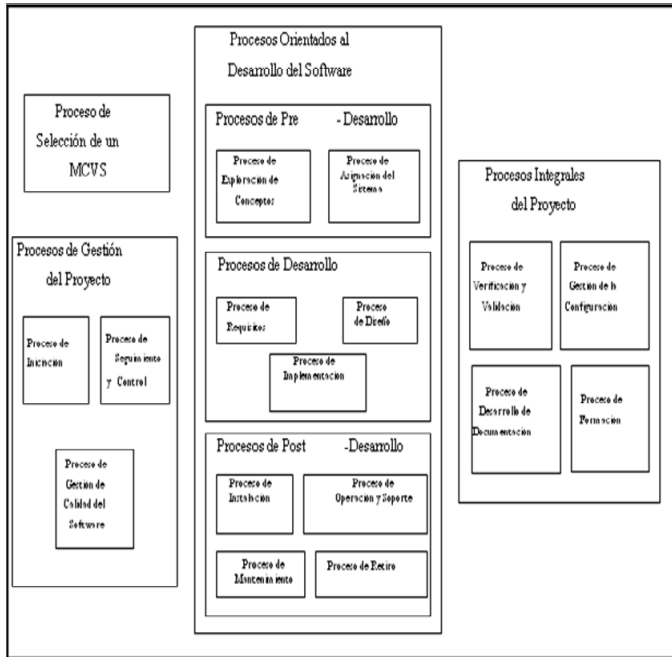 Proceso de
Selección de un
MCVS
Procesos de Gestión
del Proyecto
Proceso de
Iniciación
Proceso de
Seguimiento
y Control
Proceso de
Gestión de
Calidad del
Software
Procesos Orientados al
Desarrollo del Software
Procesos de Pre -Desarrollo
Proceso de
Exploración de
Conceptos
Proceso de
Asignación del
Sistema
Procesos de Desarrollo
Proceso de
Requisitos
Proceso
de Diseño
Proceso de
Implementación
Procesos de Post -Desarrollo
Proceso de
Instalación
Proceso de
Operación y Soporte
Proceso de
Mantenimiento
Proceso de Retiro
Procesos Integrales
del Proyecto
Proceso de
Verificación y
Validación
Proceso de
Gestión de la
Configuración
Proceso de
Desarrollo de
Documentación
Proceso de
Formación